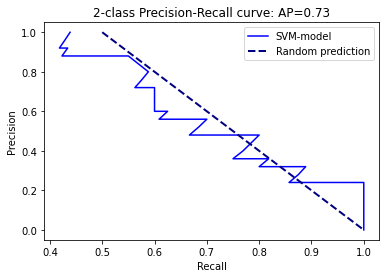 2-class Precision-Recall curve: AP=0.73
SVM-model
Random prediction
Precision
1.0
0.8
0.6
0.4
0.2
0.0
0.4 0.5 0.6 0.7 0.8 0.9 1.0
Recall